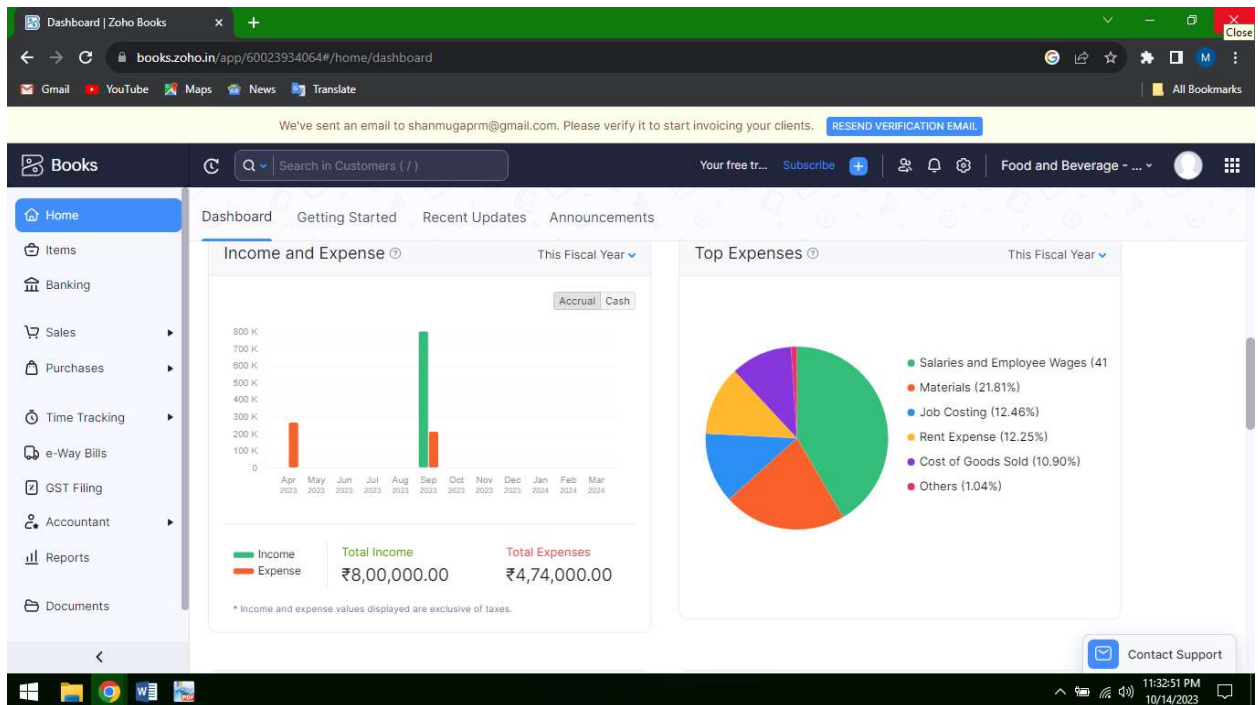 Dashboard | Zoho Books
Close
books.zoho.in/app/60023934064#/home/dashboard
M
Gmail YouTube Maps News Translate All Bookmarks
We've sent an email to shanmugaprm@gmail.com. Please verify it to start invoicing your clients. RESEND VERIFICATION EMAIL
Books Search in Customers ( / ) Your free tr... Subscribe Food and Beverage - ...
Home
Items
Banking
Sales
Purchases
Time Tracking
e-Way Bills
GST Filing
Accountant
Reports
Documents
Dashboard Getting Started Recent Updates Announcements
Income and Expense This Fiscal Year
Accrual Cash
800 K
700 K
600 K
500 K
400 K
300 K
200 K
100 K
0
Apr May Jun Jul Aug Sep Oct Nov Dec Jan Feb Mar
2023 2023 2023 2023 2023 2023 2023 2023 2023 2024 2024 2024
Income
Expense
Total Income
₹8,00,000.00
Total Expenses
₹4,74,000.00
* Income and expense values displayed are exclusive of taxes.
Top Expenses This Fiscal Year
Salaries and Employee Wages (41
Materials (21.81%)
Job Costing (12.46%)
Rent Expense (12.25%)
Cost of Goods Sold (10.90%)
Others (1.04%)
Contact Support
11:32:51 PM
10/14/2023